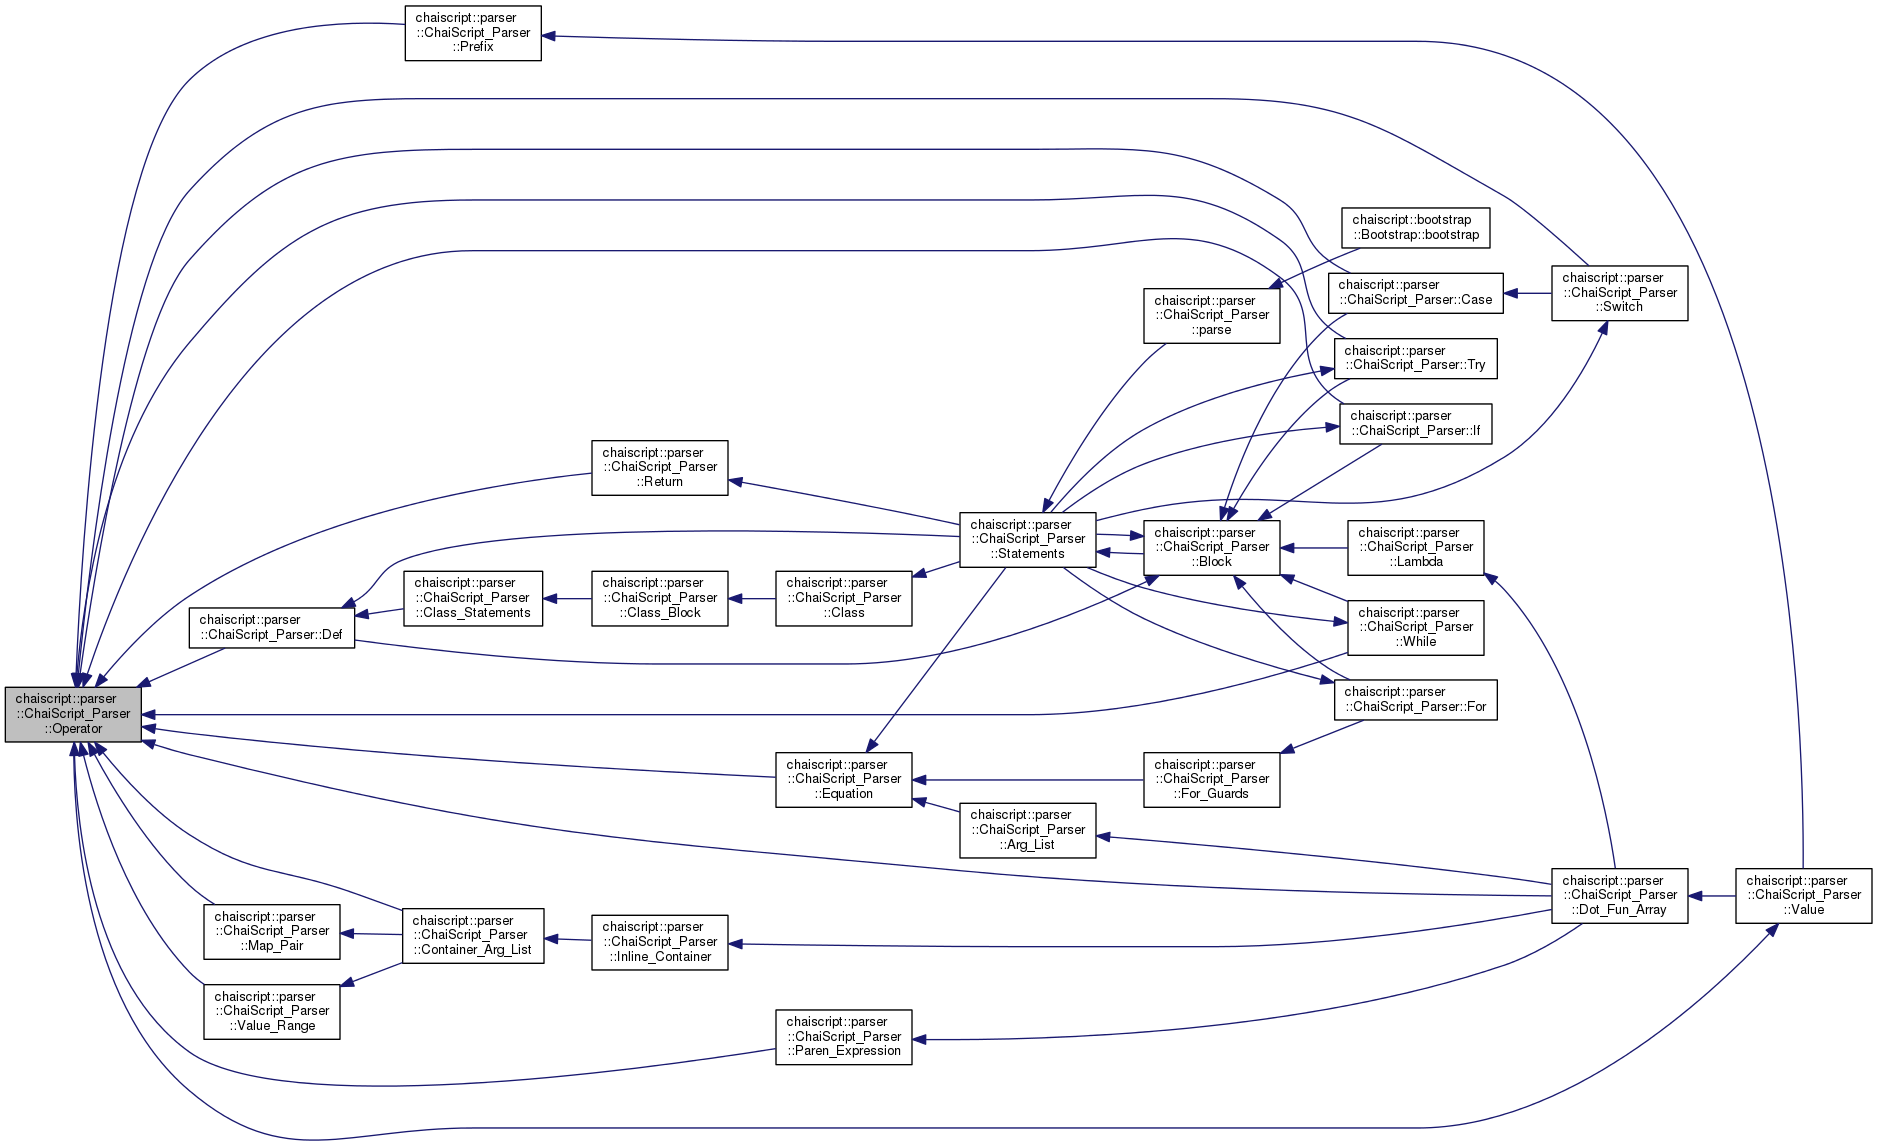 chaiscript::parser
::ChaiScript_Parser
::Prefix
chaiscript::bootstrap
::Bootstrap::bootstrap
chaiscript::parser
::ChaiScript_Parser::Case
chaiscript::parser
::ChaiScript_Parser
::Switch
chaiscript::parser
::ChaiScript_Parser
::parse
chaiscript::parser
::ChaiScript_Parser::Try
chaiscript::parser
::ChaiScript_Parser::If
chaiscript::parser
::ChaiScript_Parser
::Return
chaiscript::parser
::ChaiScript_Parser
::Statements
chaiscript::parser
::ChaiScript_Parser
::Block
chaiscript::parser
::ChaiScript_Parser
::Lambda
chaiscript::parser
::ChaiScript_Parser::Def
chaiscript::parser
::ChaiScript_Parser
::Class_Statements
chaiscript::parser
::ChaiScript_Parser
::Class_Block
chaiscript::parser
::ChaiScript_Parser
::Class
chaiscript::parser
::ChaiScript_Parser
::While
chaiscript::parser
::ChaiScript_Parser
::Operator
chaiscript::parser
::ChaiScript_Parser::For
chaiscript::parser
::ChaiScript_Parser
::Equation
chaiscript::parser
::ChaiScript_Parser
::For_Guards
chaiscript::parser
::ChaiScript_Parser
::Arg_List
chaiscript::parser
::ChaiScript_Parser
::Dot_Fun_Array
chaiscript::parser
::ChaiScript_Parser
::Value
chaiscript::parser
::ChaiScript_Parser
::Map_Pair
chaiscript::parser
::ChaiScript_Parser
::Container_Arg_List
chaiscript::parser
::ChaiScript_Parser
::Inline_Container
chaiscript::parser
::ChaiScript_Parser
::Value_Range
chaiscript::parser
::ChaiScript_Parser
::Paren_Expression